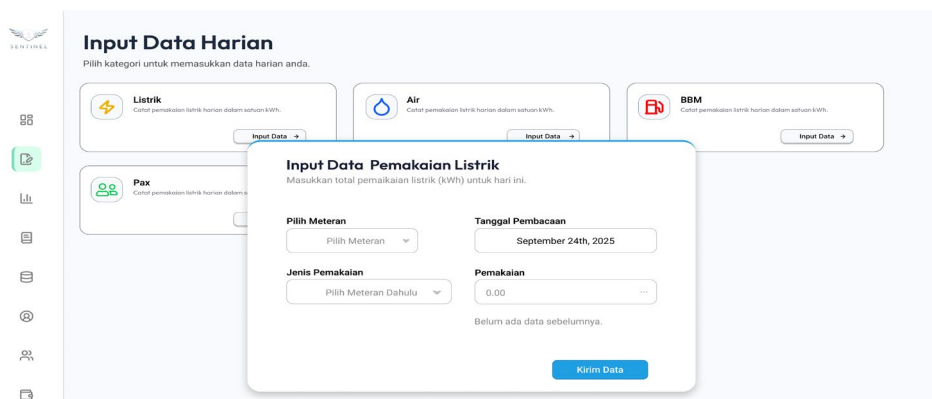 SENTINEL
Input Data Harian
Pilih kategori untuk memasukkan data harian anda.
Listrik
Catat pemakaian listrik harian dalam satuan kWh.
Input Data →
Air
Catat pemakaian listrik harian dalam satuan kWh.
Input Data →
BBM
Catat pemakaian listrik harian dalam satuan kWh.
Input Data →
Pax
Catat pemakaian listrik harian dalam
Input Data Pemakaian Listrik
Masukkan total pemaikaian listrik (kWh) untuk hari ini.
Pilih Meteran
Pilih Meteran
Tanggal Pembacaan
September 24th, 2025
Jenis Pemakaian
Pilih Meteran Dahulu
Pemakaian
0.00 ...
Belum ada data sebelumnya.
Kirim Data